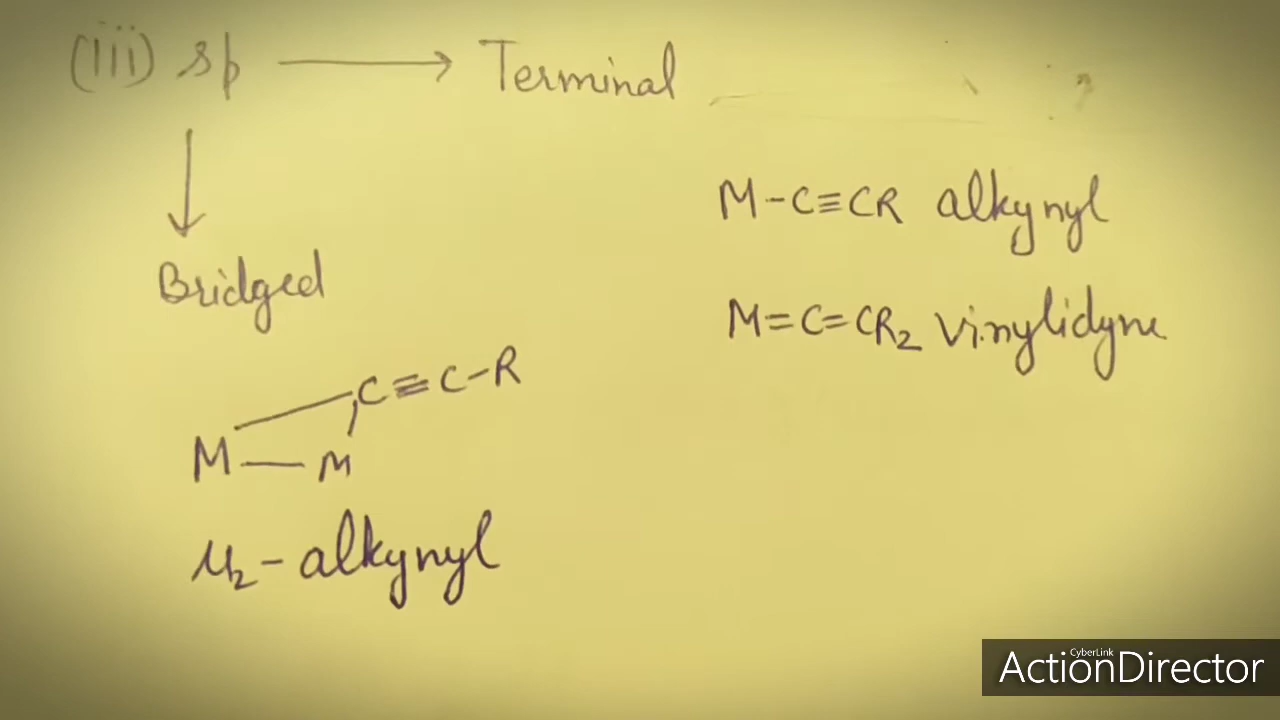 (iii) sp ⟶ Terminal
M-C≡CR alkynyl
Bridged
M=C=CR₂ vinylidyne
C≡C-R
M — M
μ₂-alkynyl
CyberLink
ActionDirector